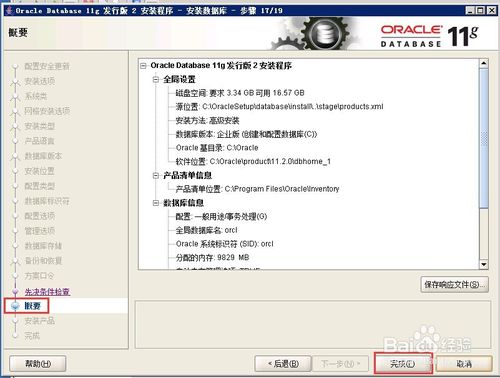 Oracle Database 11g 发行版 2 安装程序 - 安装数据库 - 步骤 17/19
概要
ORACLE
DATABASE 11g
配置安全更新
安装选项
系统类
网格安装选项
安装类型
产品语言
数据库版本
安装位置
配置类型
数据库标识符
配置选项
管理选项
数据库存储
备份和恢复
方案口令
先决条件检查
概要
安装产品
完成
Oracle Database 11g 发行版 2 安装程序
全局设置
磁盘空间: 要求 3.34 GB 可用 16.57 GB
源位置: C:\OracleSetup\database\install\..\stage\products.xml
安装方法: 高级安装
数据库版本: 企业版 (创建和配置数据库(C))
Oracle 基目录: C:\Oracle
软件位置: C:\Oracle\product\11.2.0\dbhome_1
产品清单信息
产品清单位置: C:\Program Files\Oracle\Inventory
数据库信息
配置: 一般用途/事务处理(G)
全局数据库名: orcl
Oracle 系统标识符 (SID): orcl
分配的内存: 9829 MB
保存响应文件(S)...
帮助(H)
< 后退(B)
下一步(N) >
完成(F)
取消
Baidu 经验